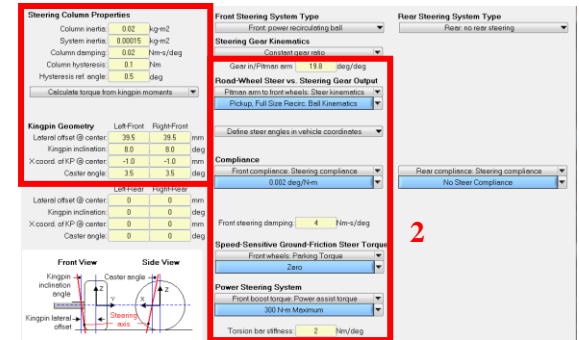 Steering Column Properties
Column inertia: 0.02 kg-m2
System inertia: 0.00015 kg-m2
Column damping: 0.02 Nm-s/deg
Column hysteresis: 0.1 Nm
Hysteresis ref. angle: 0.5 deg
Calculate torque from kingpin moments
Kingpin Geometry Left-Front Right-Front
Lateral offset @ center: 39.5 39.5 mm
Kingpin inclination: 8.0 8.0 deg
X coord. of KP @ center: -1.0 -1.0 mm
Caster angle: 3.5 3.5 deg
Left-Rear Right-Rear
Lateral offset @ center: 0 0 mm
Kingpin inclination: 0 0 deg
X coord. of KP @ center: 0 0 mm
Caster angle: 0 0 deg
Front View Side View
Kingpin inclination angle
Caster angle
Z
Z
Y
X
Kingpin lateral offset
Steering axis
Front Steering System Type
Front: power recirculating ball
Steering Gear Kinematics
Constant gear ratio
Gear in/Pitman arm 19.8 deg/deg
Road-Wheel Steer vs. Steering Gear Output
Pitman arm to front wheels: Steer kinematics
Pickup, Full Size Recirc. Ball Kinematics
Define steer angles in vehicle coordinates
Compliance
Front compliance: Steering compliance
0.002 deg/N-m
Front steering damping: 4 Nm-s/deg
Speed-Sensitive Ground-Friction Steer Torque
Front wheels: Parking Torque
Zero
Power Steering System
Front boost torque: Power assist torque
300 N-m Maximum
Torsion bar stiffness: 2 Nm/deg
Rear Steering System Type
Rear: no rear steering
Rear compliance: Steering compliance
No Steer Compliance
2